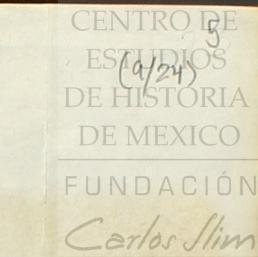 CENTRO DE
5
ESTUDIOS
(9/24)
DE HISTORIA
DE MEXICO
FUNDACIÓN
Carlos Slim